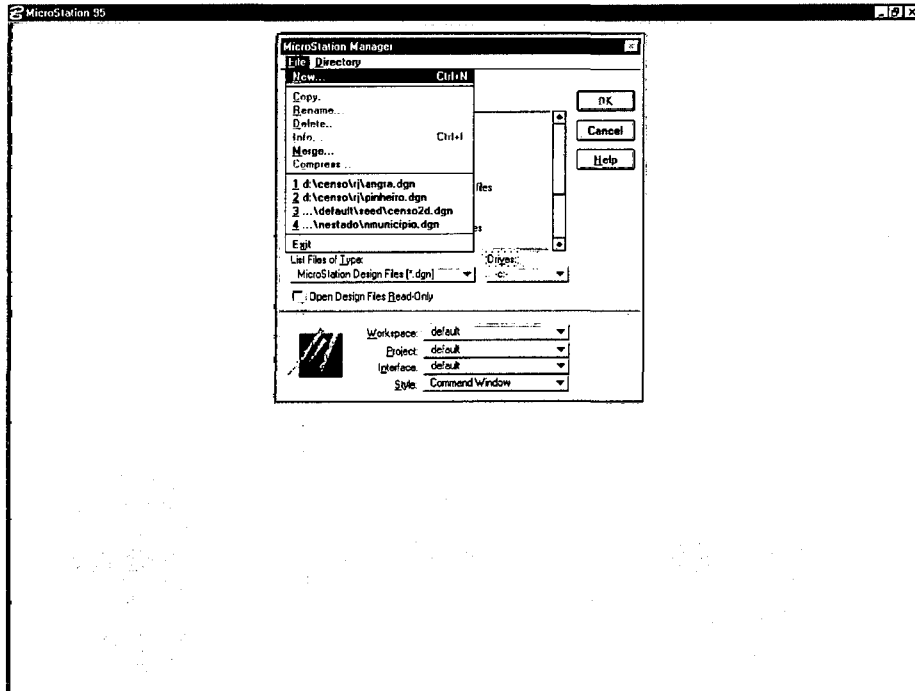 MicroStation 95
MicroStation Manager
File Directory
New... Ctrl+N
Copy.
Rename...
Delete..
Info... Ctrl+I
Merge...
Compress ..
1 d:\censo\rj\angra.dgn
2 d:\censo\rj\pinheiro.dgn
3 ...\default\seed\censo2d.dgn
4 ...\nestado\nmunicipio.dgn
Exit
OK
Cancel
Help
List Files of Type:
MicroStation Design Files [*.dgn]
Drives:
Open Design Files Read-Only
Workspace: default
Project: default
Interface: default
Style: Command Window